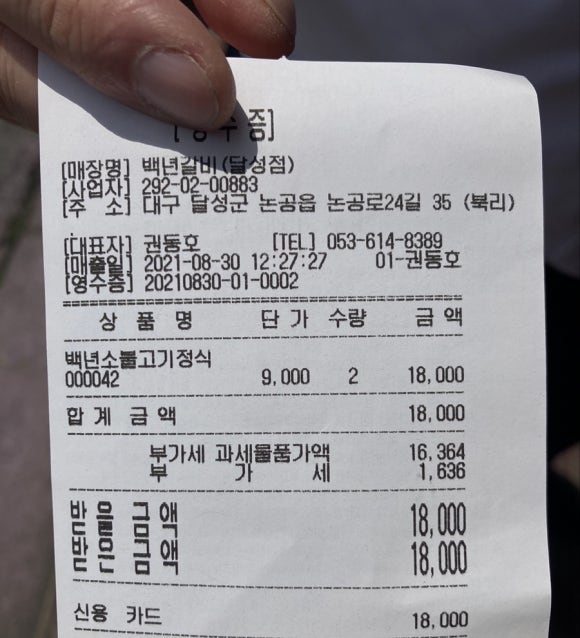 [영수증]
[매장명] 백년갈비(달성점)
[사업자] 292-02-00883
[주 소] 대구 달성군 논공읍 논공로24길 35 (북리)
[대표자] 권동호 [TEL] 053-614-8389
[매출일] 2021-08-30 12:27:27 01-권동호
[영수증] 20210830-01-0002
상 품 명 단 가 수량 금 액
백년소불고기정식
000042 9,000 2 18,000
합 계 금 액 18,000
부가세 과세물품가액 16,364
부 가 세 1,636
받 을 금 액 18,000
받 은 금 액 18,000
신용 카드 18,000